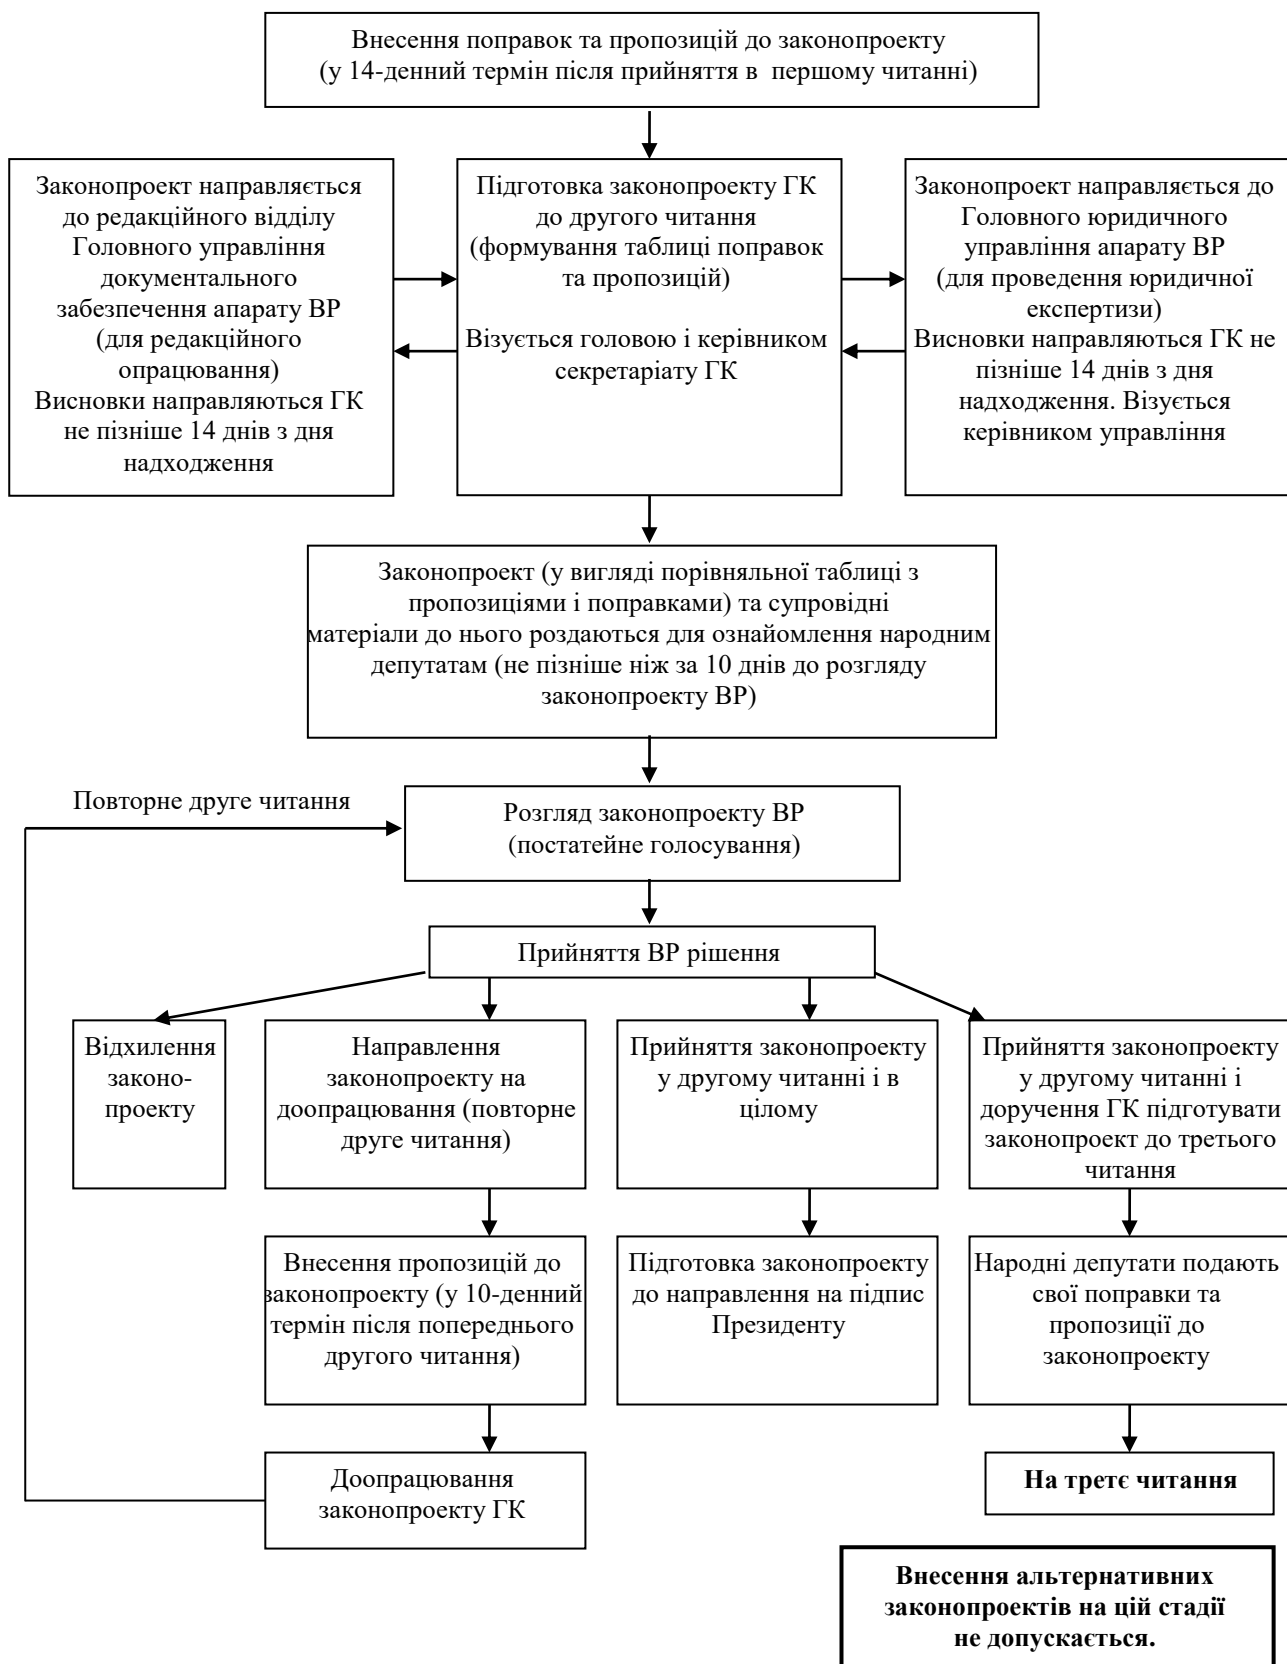 Внесення поправок та пропозицій до законопроекту
(у 14-денний термін після прийняття в першому читанні)
Законопроект направляється
до редакційного відділу
Головного управління
документального
забезпечення апарату ВР
(для редакційного
опрацювання)
Висновки направляються ГК
не пізніше 14 днів з дня
надходження
Підготовка законопроекту ГК
до другого читання
(формування таблиці поправок
та пропозицій)
Візується головою і керівником
секретаріату ГК
Законопроект направляється до
Головного юридичного
управління апарату ВР
(для проведення юридичної
експертизи)
Висновки направляються ГК не
пізніше 14 днів з дня
надходження. Візується
керівником управління
Законопроект (у вигляді порівняльної таблиці з
пропозиціями і поправками) та супровідні
матеріали до нього роздаються для ознайомлення народним
депутатам (не пізніше ніж за 10 днів до розгляду
законопроекту ВР)
Повторне друге читання
Розгляд законопроекту ВР
(постатейне голосування)
Прийняття ВР рішення
Відхилення
законо-
проекту
Направлення
законопроекту на
доопрацювання (повторне
друге читання)
Прийняття законопроекту
у другому читанні і в
цілому
Прийняття законопроекту
у другому читанні і
доручення ГК підготувати
законопроект до третього
читання
Внесення пропозицій до
законопроекту (у 10-денний
термін після попереднього
другого читання)
Підготовка законопроекту
до направлення на підпис
Президенту
Народні депутати подають
свої поправки та
пропозиції до
законопроекту
Доопрацювання
законопроекту ГК
На третє читання
Внесення альтернативних
законопроектів на цій стадії
не допускається.